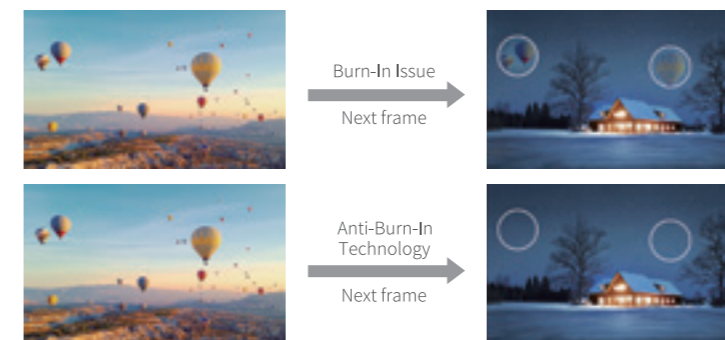 Burn-In Issue
Next frame
Anti-Burn-In
Technology
Next frame